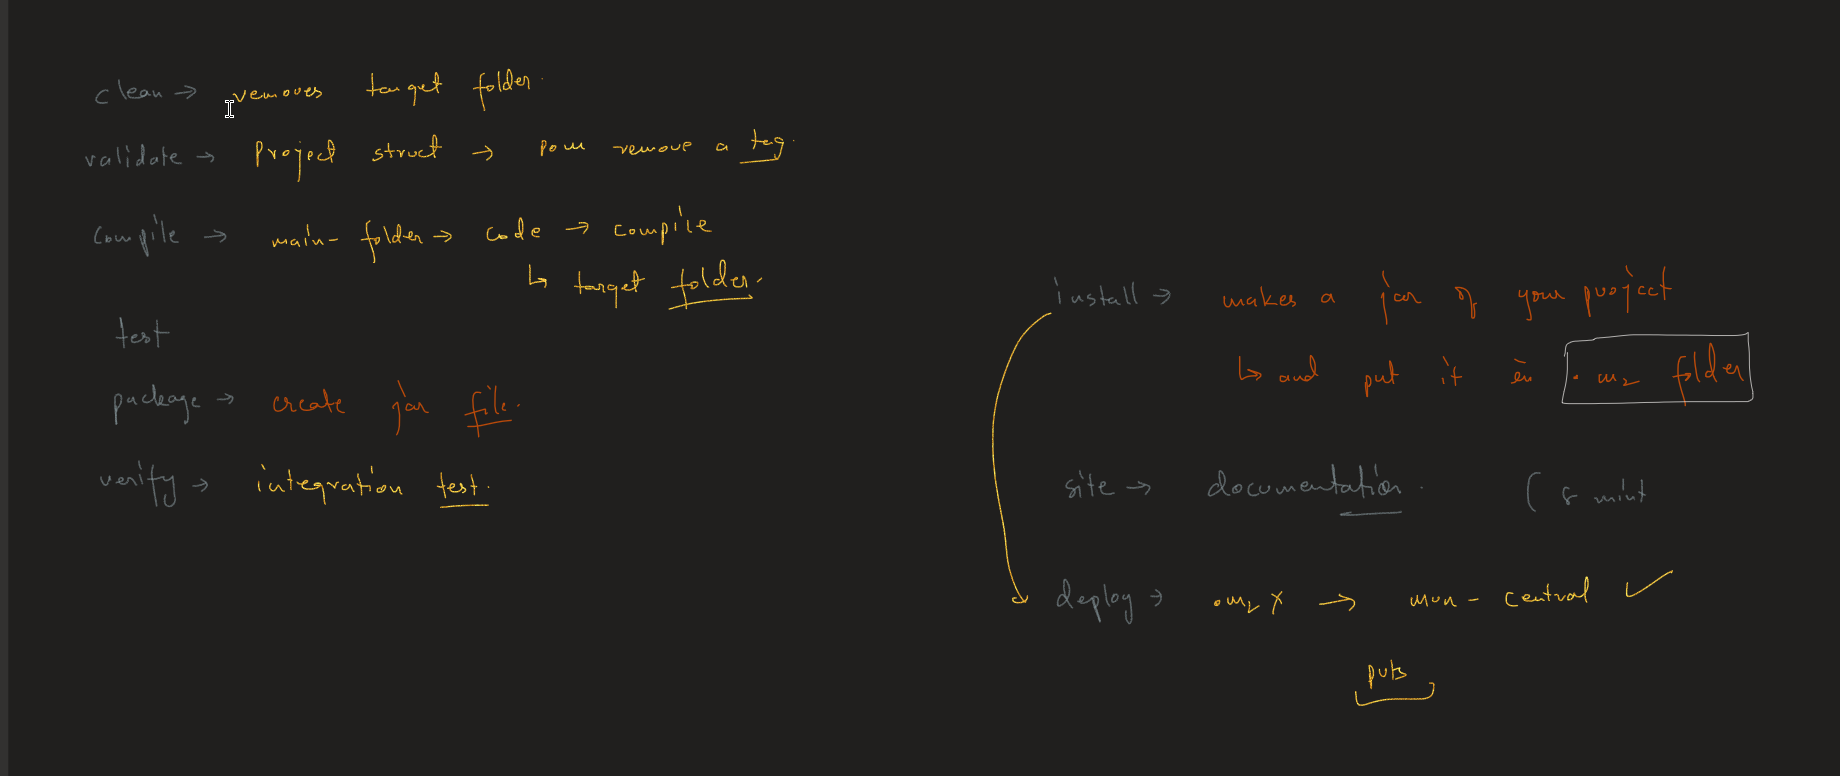 clean → removes target folder.
validate → Project struct → pom remove a tag.
compile → main- folder → code → compile
↳ target folder.
test
package → create jar file.
verify → integration test.
install → makes a jar of your project
↳ and put it in .m2 folder
site → documentation. (
deploy → .m2 x → mvn - central ✓
puts